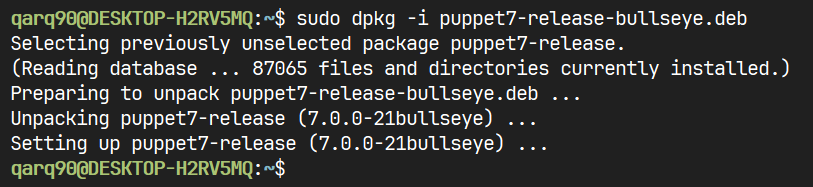 qarq90@DESKTOP-H2RV5MQ:~$ sudo dpkg -i puppet7-release-bullseye.deb
Selecting previously unselected package puppet7-release.
(Reading database ... 87065 files and directories currently installed.)
Preparing to unpack puppet7-release-bullseye.deb ...
Unpacking puppet7-release (7.0.0-21bullseye) ...
Setting up puppet7-release (7.0.0-21bullseye) ...
qarq90@DESKTOP-H2RV5MQ:~$